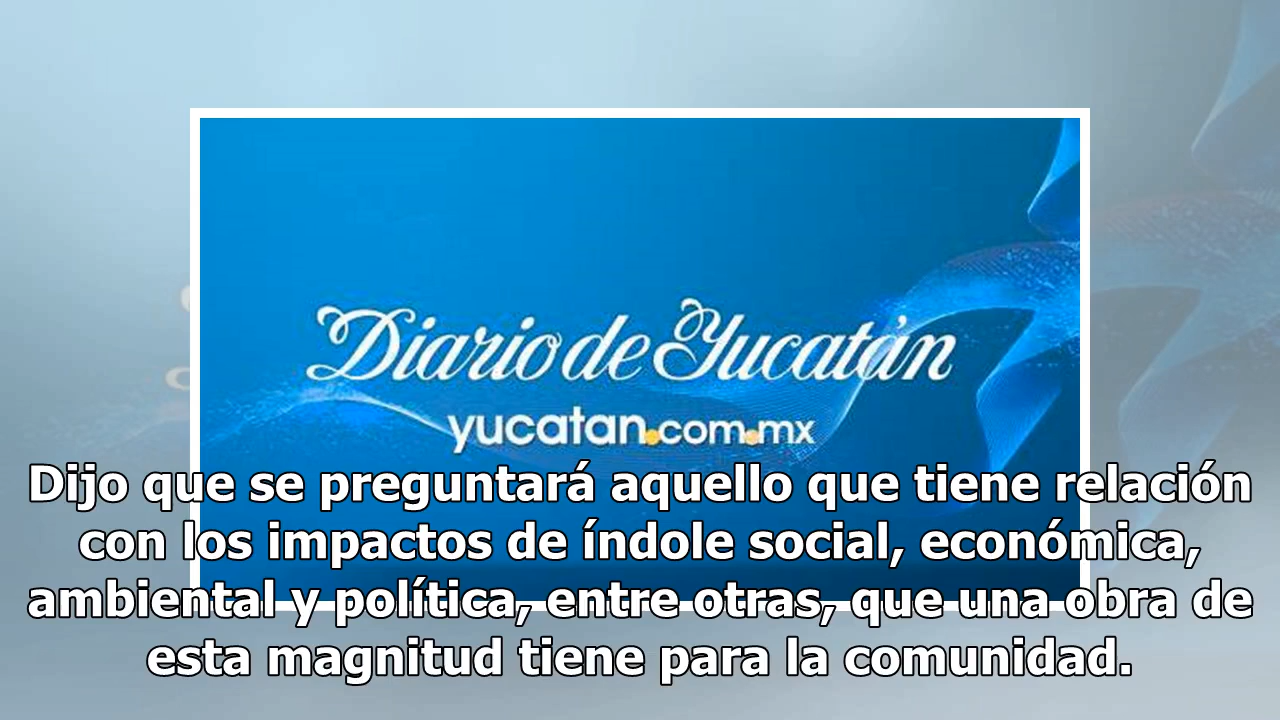 Diario de Yucatán
yucatan.com.mx
Dijo que se preguntará aquello que tiene relación
con los impactos de índole social, económica,
ambiental y política, entre otras, que una obra de
esta magnitud tiene para la comunidad.